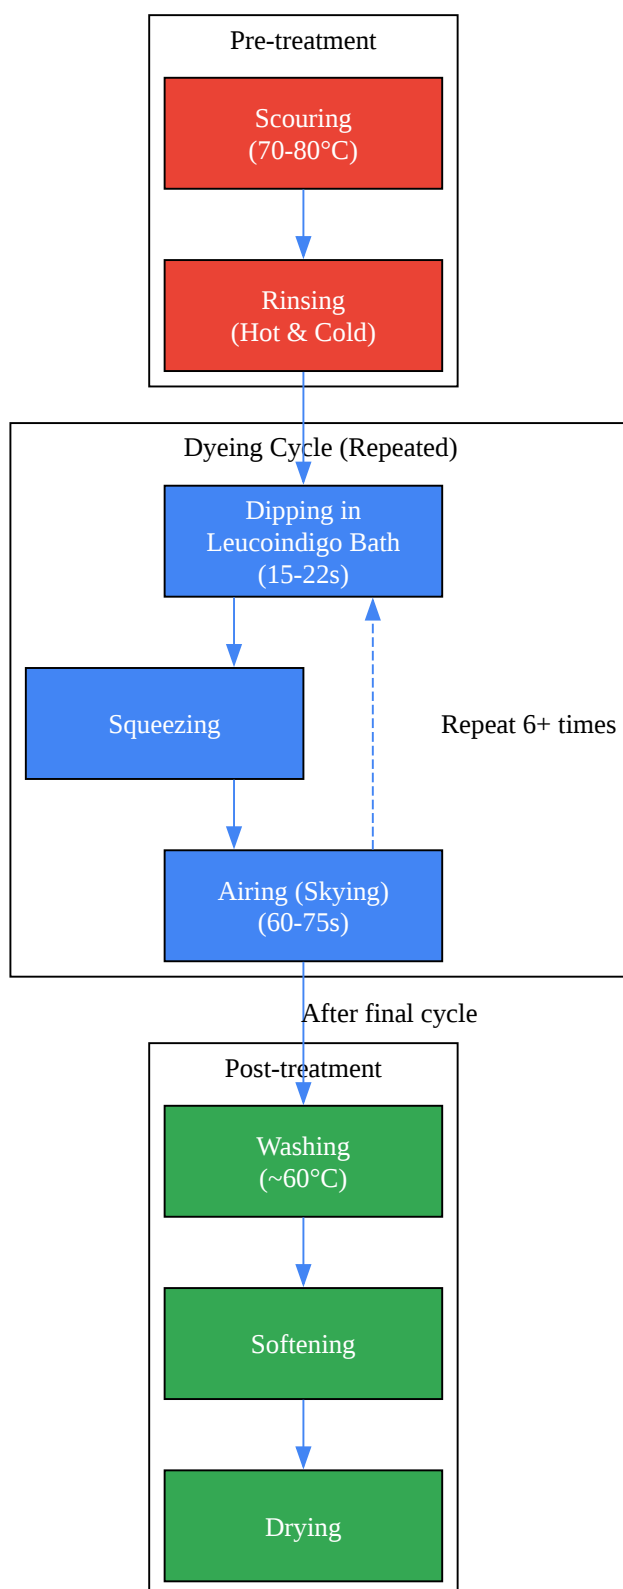 Pre-treatment
Scouring
(70-80°C)
Rinsing
(Hot & Cold)
Dyeing Cycle (Repeated)
Dipping in
Leucoindigo Bath
(15-22s)
Squeezing
Repeat 6+ times
Airing (Skying)
(60-75s)
After final cycle
Post-treatment
Washing
(~60°C)
Softening
Drying